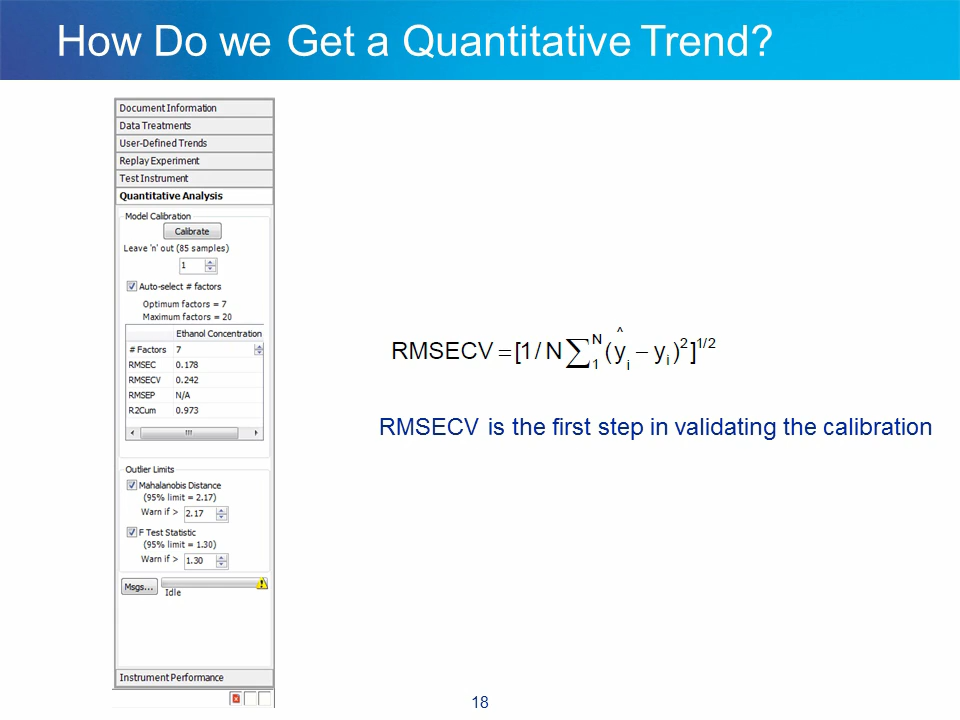 How Do we Get a Quantitative Trend?
Document Information
Data Treatments
User-Defined Trends
Replay Experiment
Test Instrument
Quantitative Analysis
Model Calibration
Calibrate
Leave 'n' out (85 samples)
1
Auto-select # factors
Optimum factors = 7
Maximum factors = 20
Ethanol Concentration
# Factors 7
RMSEC 0.178
RMSECV 0.242
RMSEP N/A
R2Cum 0.973
Outlier Limits
Mahalanobis Distance
(95% limit = 2.17)
Warn if > 2.17
F Test Statistic
(95% limit = 1.30)
Warn if > 1.30
Msgs...
Idle
Instrument Performance
RMSECV = [1/N∑₁ᴺ(ŷᵢ − yᵢ)²]^1/2
RMSECV is the first step in validating the calibration
18